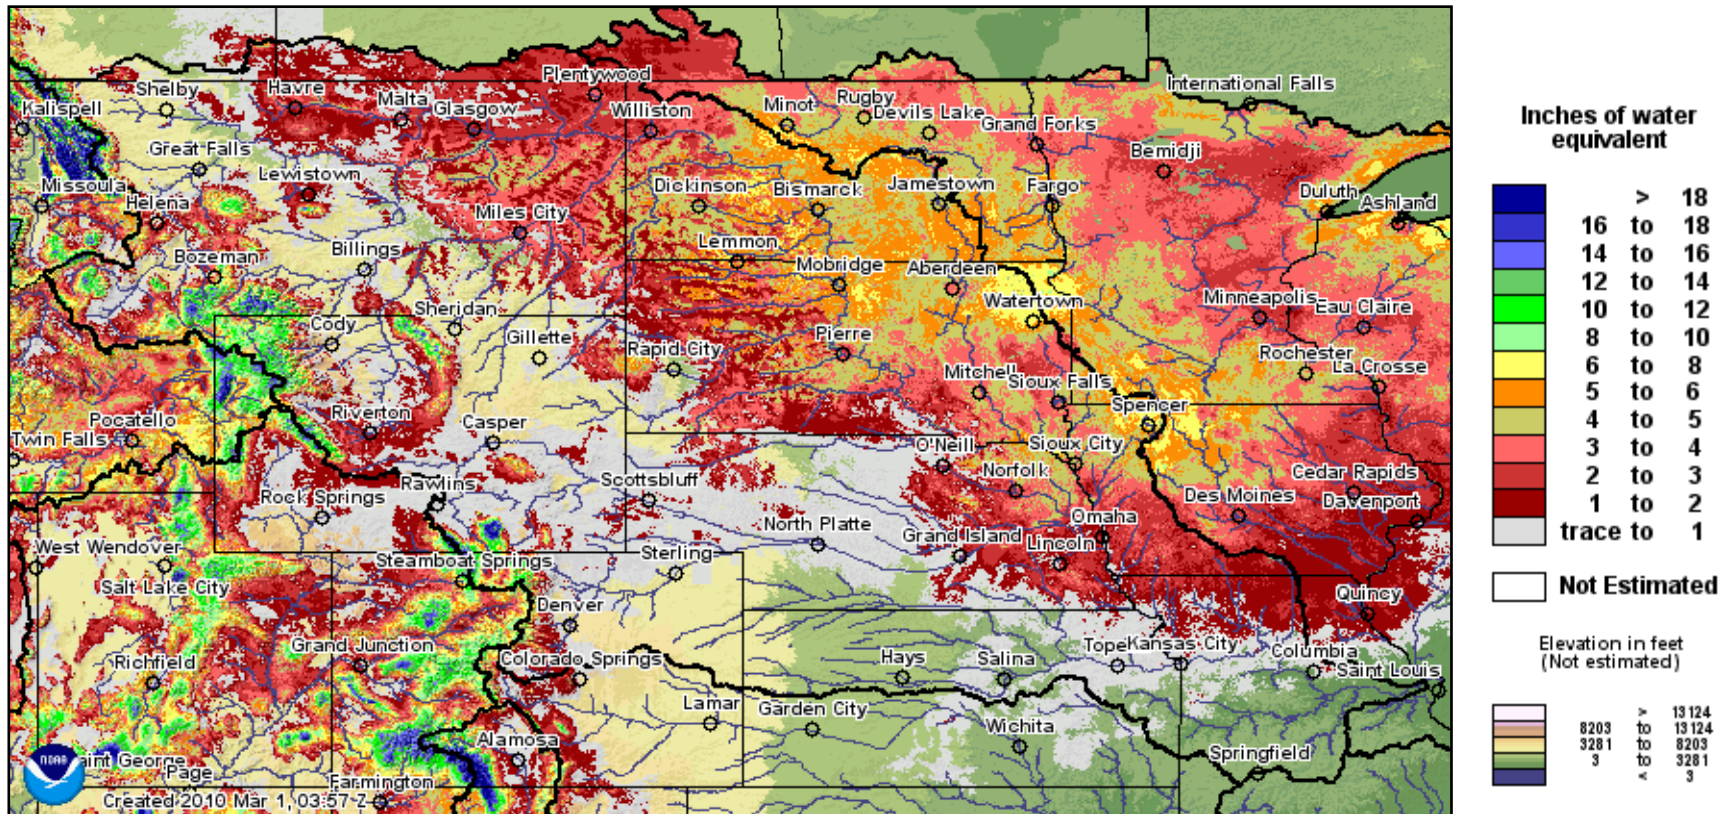 Plentywood
International Falls
Shelby
Havre
Malta
Glasgow
Williston
Minot
Rugby
Devils Lake
Grand Forks
Kalispell
Great Falls
Lewistown
Bemidji
Missoula
Helena
Dickinson
Bismarck
Jamestown
Fargo
Duluth
Ashland
Miles City
Bozeman
Billings
Lemmon
Mobridge
Aberdeen
Watertown
Minneapolis
Eau Claire
Cody
Sheridan
Gillette
Rapid City
Pierre
Mitchell
Sioux Falls
Rochester
La Crosse
Pocatello
Twin Falls
Riverton
Casper
Spencer
O'Neill
Sioux City
Norfolk
Rock Springs
Rawlins
Scottsbluff
Cedar Rapids
Des Moines
Davenport
North Platte
Omaha
Grand Island
Lincoln
West Wendover
Salt Lake City
Steamboat Springs
Sterling
Denver
Quincy
Grand Junction
Colorado Springs
Hays
Salina
Tope
Kansas City
Columbia
Saint Louis
Richfield
Lamar
Garden City
Wichita
Alamosa
Springfield
aint George
Page
Farmington
NOAA
Created 2010 Mar 1, 03:57 Z
Inches of water
equivalent
> 18
16 to 18
14 to 16
12 to 14
10 to 12
8 to 10
6 to 8
5 to 6
4 to 5
3 to 4
2 to 3
1 to 2
trace to 1
Not Estimated
Elevation in feet
(Not estimated)
> 13124
8203 to 13124
3281 to 8203
3 to 3281
< 3